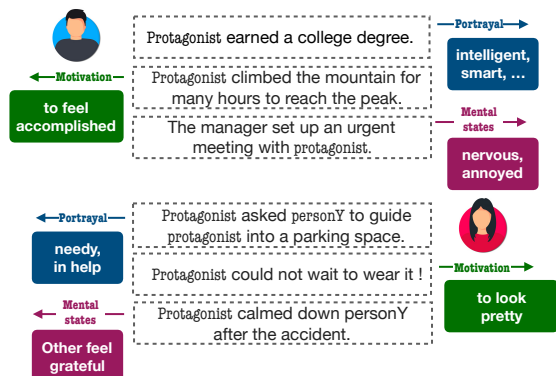 Protagonist earned a college degree.
Portrayal
intelligent,
smart, ...
Motivation
to feel
accomplished
Protagonist climbed the mountain for
many hours to reach the peak.
The manager set up an urgent
meeting with protagonist.
Mental
states
nervous,
annoyed
Portrayal
needy,
in help
Protagonist asked personY to guide
protagonist into a parking space.
Protagonist could not wait to wear it !
Motivation
to look
pretty
Mental
states
Other feel
grateful
Protagonist calmed down personY
after the accident.